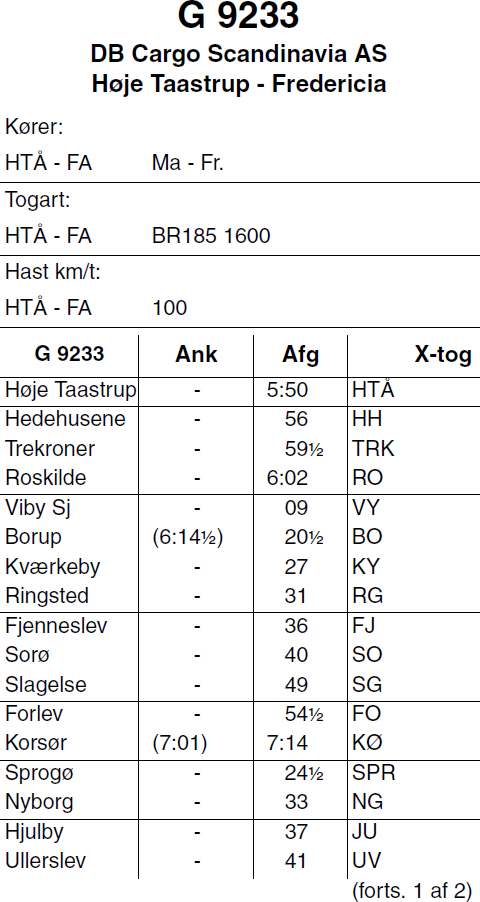 G 9233
DB Cargo Scandinavia AS
Høje Taastrup - Fredericia
Kører:
HTÅ - FA Ma - Fr.
Togart:
HTÅ - FA BR185 1600
Hast km/t:
HTÅ - FA 100
G 9233 Ank Afg X-tog
Høje Taastrup - 5:50 HTÅ
Hedehusene - 56 HH
Trekroner - 59½ TRK
Roskilde - 6:02 RO
Viby Sj - 09 VY
Borup (6:14½) 20½ BO
Kværkeby - 27 KY
Ringsted - 31 RG
Fjenneslev - 36 FJ
Sorø - 40 SO
Slagelse - 49 SG
Forlev - 54½ FO
Korsør (7:01) 7:14 KØ
Sprogø - 24½ SPR
Nyborg - 33 NG
Hjulby - 37 JU
Ullerslev - 41 UV
(forts. 1 af 2)